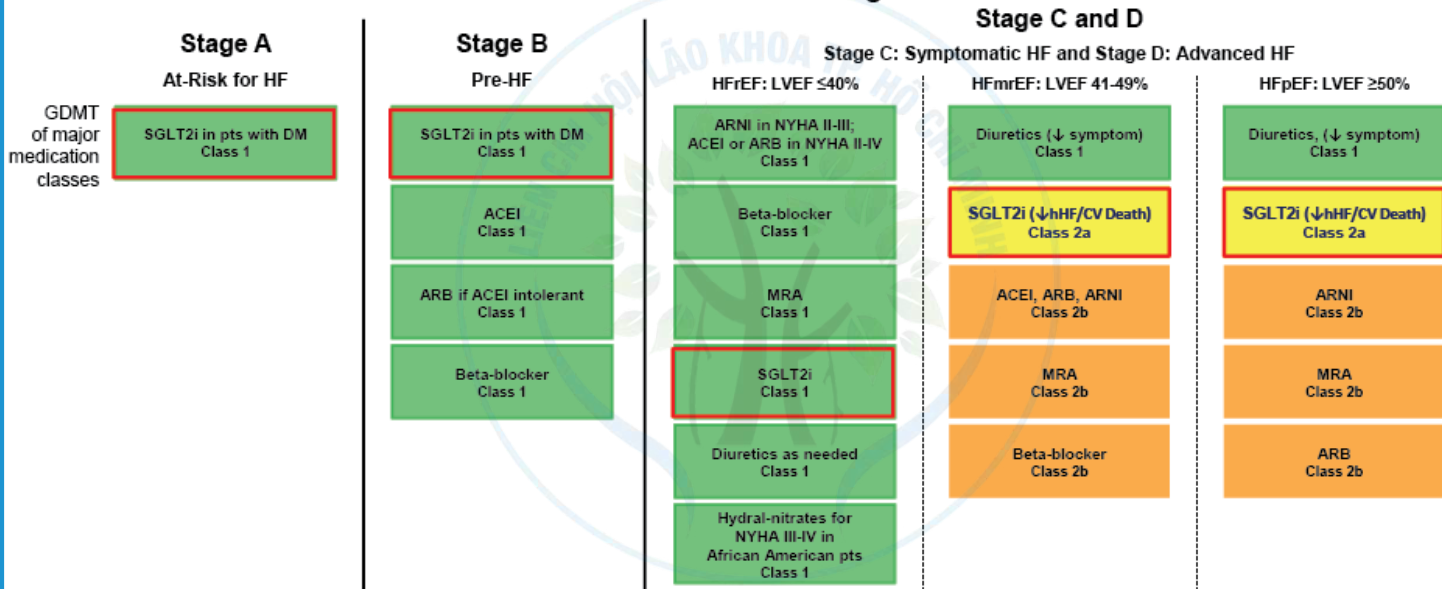 Stage A
At-Risk for HF
Stage B
Pre-HF
Stage C and D
Stage C: Symptomatic HF and Stage D: Advanced HF
HFrEF: LVEF ≤40%
HFmrEF: LVEF 41-49%
HFpEF: LVEF ≥50%
GDMT
of major
medication
classes
SGLT2i in pts with DM
Class 1
SGLT2i in pts with DM
Class 1
ACEI
Class 1
ARB if ACEI intolerant
Class 1
Beta-blocker
Class 1
ARNI in NYHA II-III;
ACEI or ARB in NYHA II-IV
Class 1
Beta-blocker
Class 1
MRA
Class 1
SGLT2i
Class 1
Diuretics as needed
Class 1
Hydral-nitrates for
NYHA III-IV in
African American pts
Class 1
Diuretics (↓ symptom)
Class 1
SGLT2i (↓hHF/CV Death)
Class 2a
ACEI, ARB, ARNI
Class 2b
MRA
Class 2b
Beta-blocker
Class 2b
Diuretics, (↓ symptom)
Class 1
SGLT2i (↓hHF/CV Death)
Class 2a
ARNI
Class 2b
MRA
Class 2b
ARB
Class 2b
LÃO KHOA TP HỒ CHÍ MINH